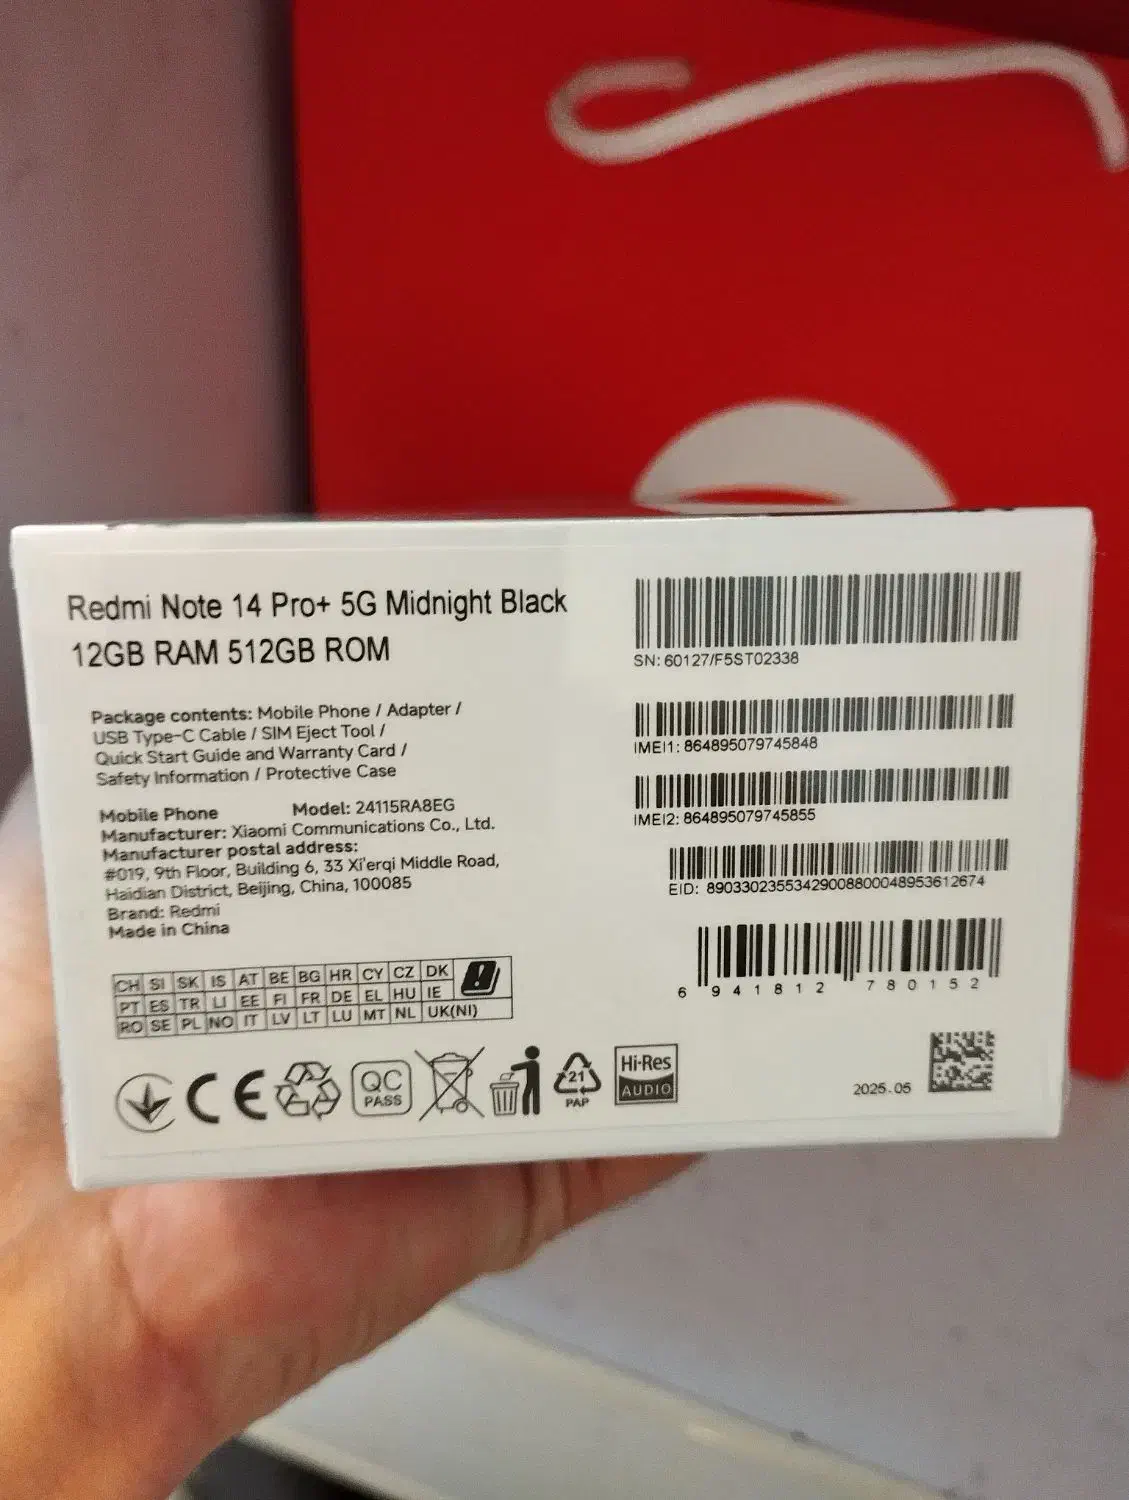 Redmi Note 14 Pro+ 5G Midnight Black
12GB RAM 512GB ROM
Package contents: Mobile Phone / Adapter /
USB Type-C Cable / SIM Eject Tool /
Quick Start Guide and Warranty Card /
Safety Information / Protective Case
Mobile Phone Model: 24115RA8EG
Manufacturer: Xiaomi Communications Co., Ltd.
Manufacturer postal address:
#019, 9th Floor, Building 6, 33 Xi'erqi Middle Road,
Haidian District, Beijing, China, 100085
Brand: Redmi
Made in China
CH SI SK IS AT BE BG HR CY CZ DK
PT ES TR LI EE FI FR DE EL HU IE
RO SE PL NO IT LV LT LU MT NL UK(NI)
CE
QC
PASS
21
PAP
Hi-Res
AUDIO
SN: 60127/F5ST02338
IMEI1: 864895079745848
IMEI2: 864895079745855
EID: 89033023553429008800048953612674
6 941812 780152
2025.05